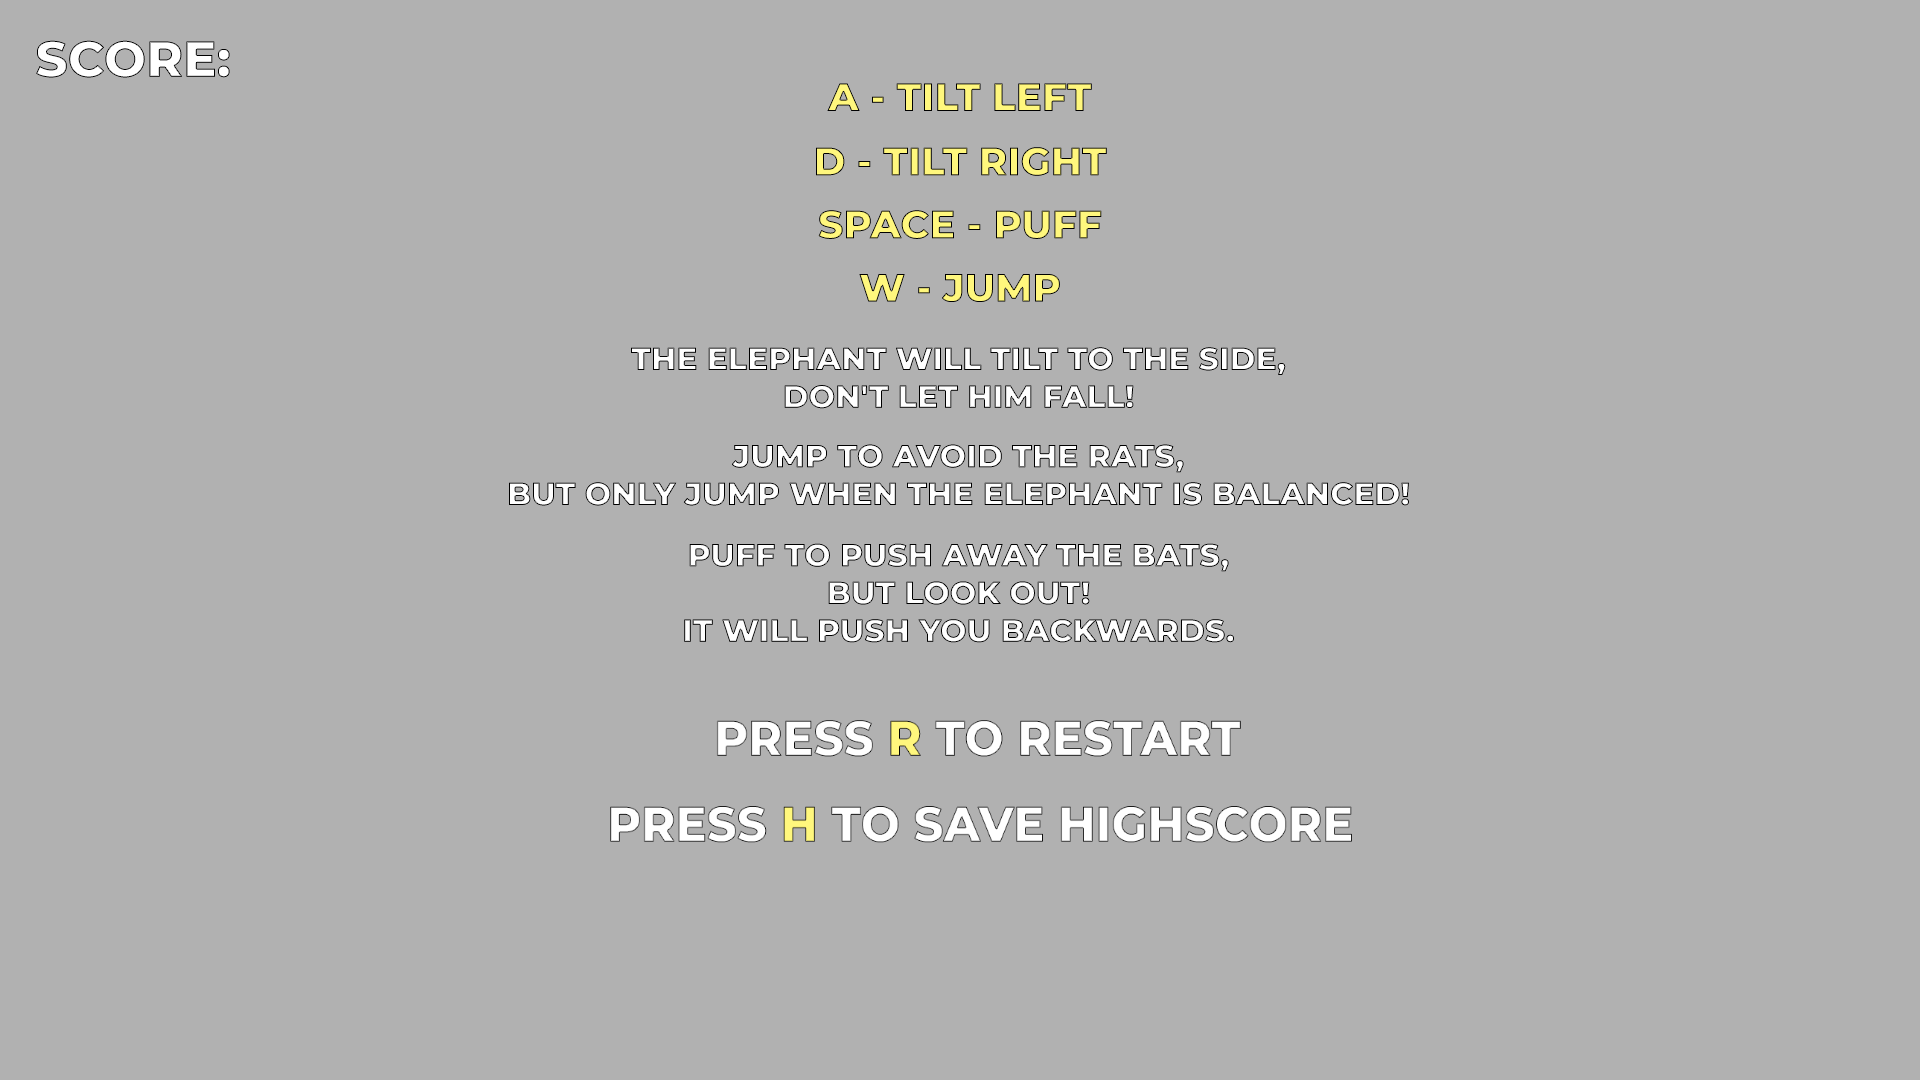 SCORE:
A - TILT LEFT
D - TILT RIGHT
SPACE - PUFF
W - JUMP
THE ELEPHANT WILL TILT TO THE SIDE,
DON'T LET HIM FALL!
JUMP TO AVOID THE RATS,
BUT ONLY JUMP WHEN THE ELEPHANT IS BALANCED!
PUFF TO PUSH AWAY THE BATS,
BUT LOOK OUT!
IT WILL PUSH YOU BACKWARDS.
PRESS R TO RESTART
PRESS H TO SAVE HIGHSCORE